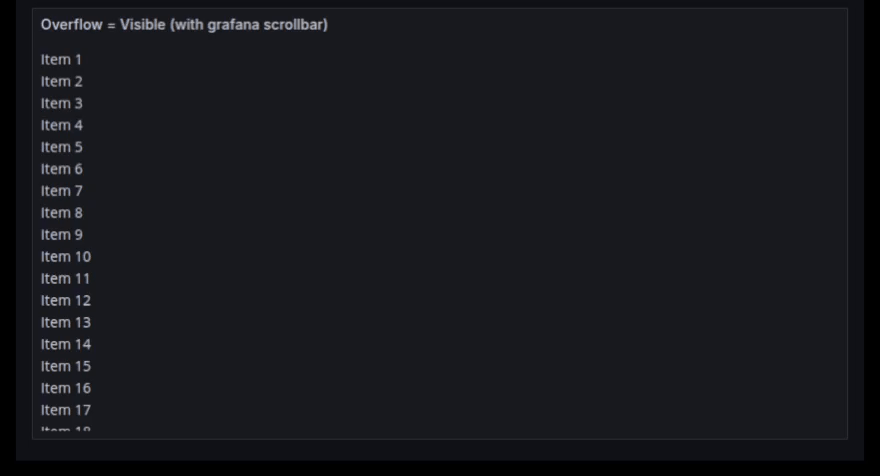 Overflow = Visible (with grafana scrollbar)
Item 1
Item 2
Item 3
Item 4
Item 5
Item 6
Item 7
Item 8
Item 9
Item 10
Item 11
Item 12
Item 13
Item 14
Item 15
Item 16
Item 17
Item 18